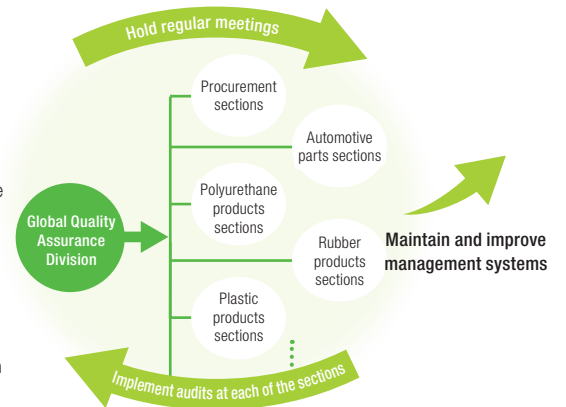 Hold regular meetings
Procurement
sections
Automotive
parts sections
Polyurethane
products
sections
Global Quality
Assurance
Division
Rubber
products
sections
Maintain and improve
management systems
Plastic
products
sections
Implement audits at each of the sections